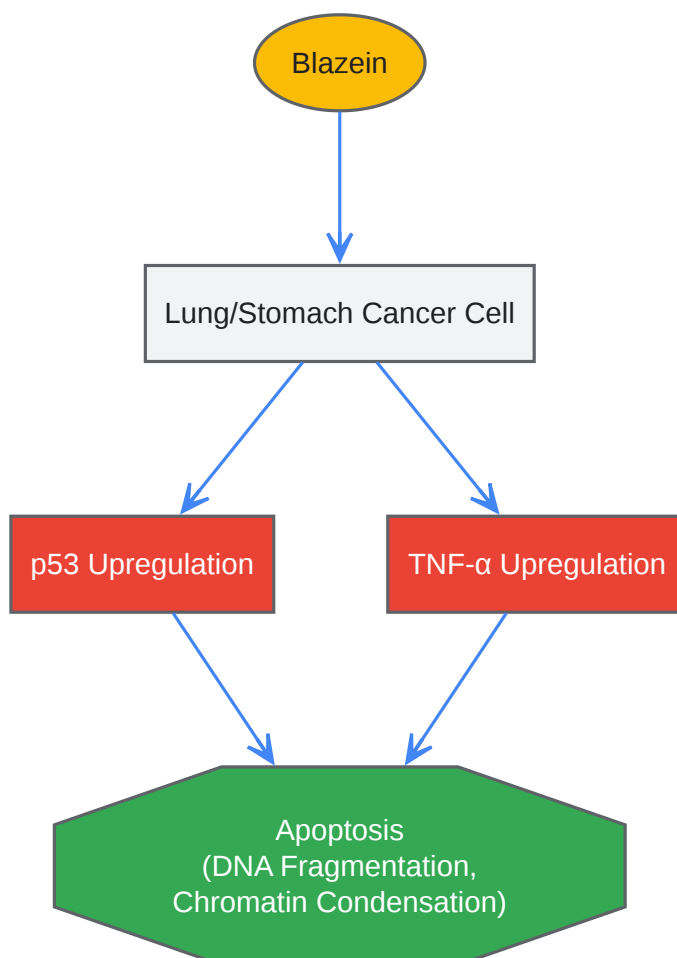 Blazein
Lung/Stomach Cancer Cell
p53 Upregulation
TNF-α Upregulation
Apoptosis
(DNA Fragmentation,
Chromatin Condensation)